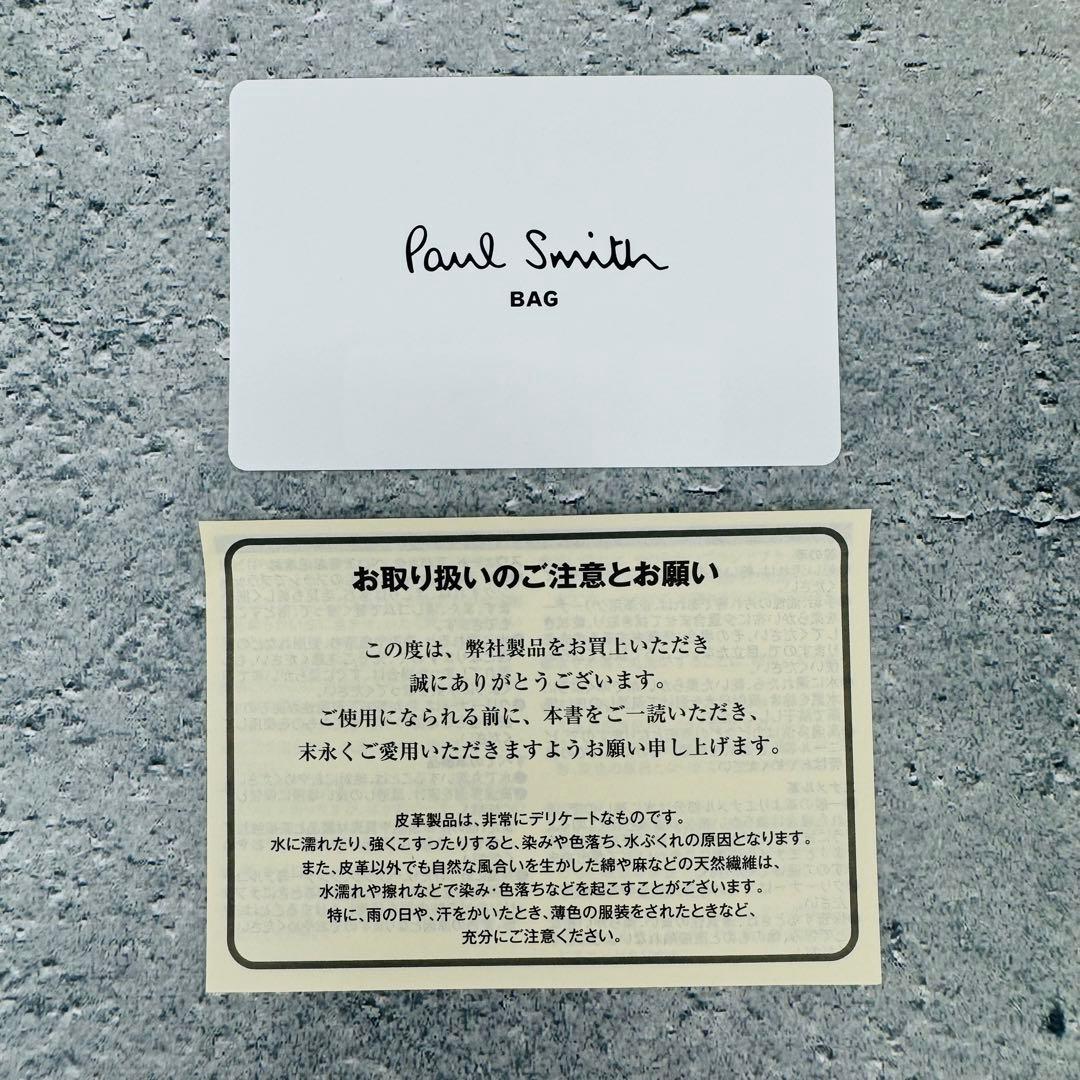 Paul Smith
BAG
お取り扱いのご注意とお願い
この度は、弊社製品をお買上いただき
誠にありがとうございます。
ご使用になられる前に、本書をご一読いただき、
末永くご愛用いただきますようお願い申し上げます。
皮革製品は、非常にデリケートなものです。
水に濡れたり、強くこすったりすると、染みや色落ち、水ぶくれの原因となります。
また、皮革以外でも自然な風合いを生かした綿や麻などの天然繊維は、
水濡れや擦れなどで染み・色落ちなどを起こすことがございます。
特に、雨の日や、汗をかいたとき、薄色の服装をされたときなど、
充分にご注意ください。